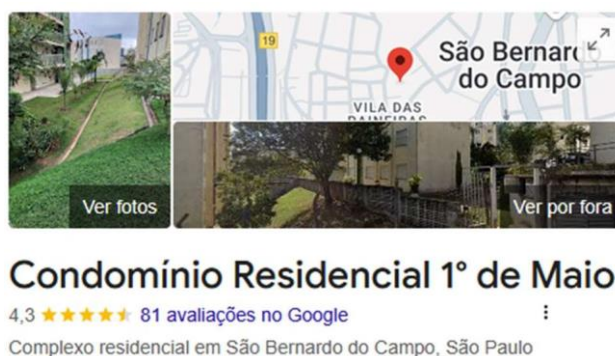 19
São Bernardo
do Campo
VILA DAS
Ver fotos
Ver por fora
Condomínio Residencial 1° de Maio
4,3 81 avaliações no Google
Complexo residencial em São Bernardo do Campo, São Paulo